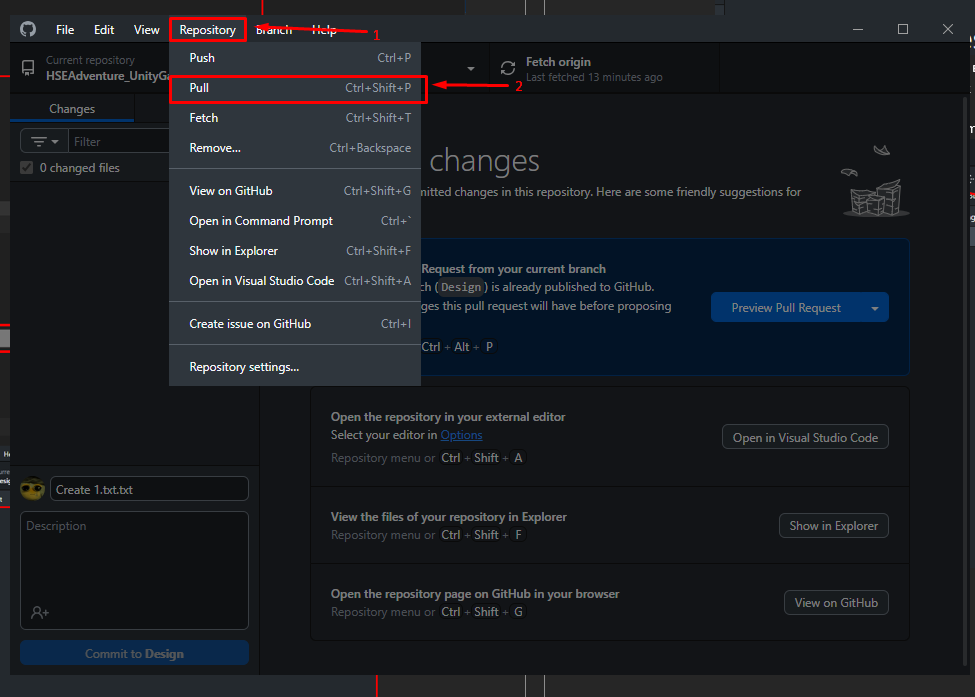 File Edit View Repository Branch Help
1
Current repository
HSEAdventure_UnityGa
Fetch origin
Last fetched 13 minutes ago
Push Ctrl+P
Pull Ctrl+Shift+P
2
Fetch Ctrl+Shift+T
Remove... Ctrl+Backspace
View on GitHub Ctrl+Shift+G
Open in Command Prompt Ctrl+`
Show in Explorer Ctrl+Shift+F
Open in Visual Studio Code Ctrl+Shift+A
Create issue on GitHub Ctrl+I
Repository settings...
Changes
Filter
0 changed files
changes
mitted changes in this repository. Here are some friendly suggestions for
Request from your current branch
ch (Design) is already published to GitHub.
ges this pull request will have before proposing
Ctrl + Alt + P
Preview Pull Request
Open the repository in your external editor
Select your editor in Options
Repository menu or Ctrl + Shift + A
Open in Visual Studio Code
View the files of your repository in Explorer
Repository menu or Ctrl + Shift + F
Show in Explorer
Open the repository page on GitHub in your browser
Repository menu or Ctrl + Shift + G
View on GitHub
Create 1.txt.txt
Description
Commit to Design